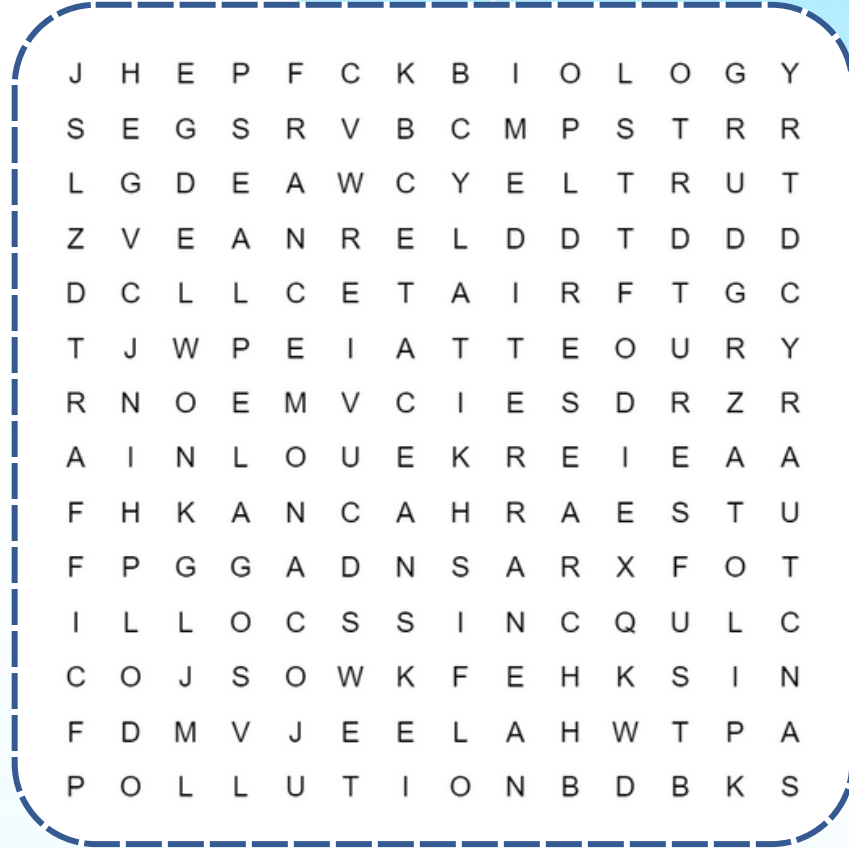 J H E P F C K B I O L O G Y
S E G S R V B C M P S T R R
L G D E A W C Y E L T R U T
Z V E A N R E L D D T D D D
D C L L C E T A I R F T G C
T J W P E I A T T E O U R Y
R N O E M V C I E S D R Z R
A I N L O U E K R E I E A A
F H K A N C A H R A E S T U
F P G G A D N S A R X F O T
I L L O C S S I N C Q U L C
C O J S O W K F E H K S I N
F D M V J E E L A H W T P A
P O L L U T I O N B D B K S